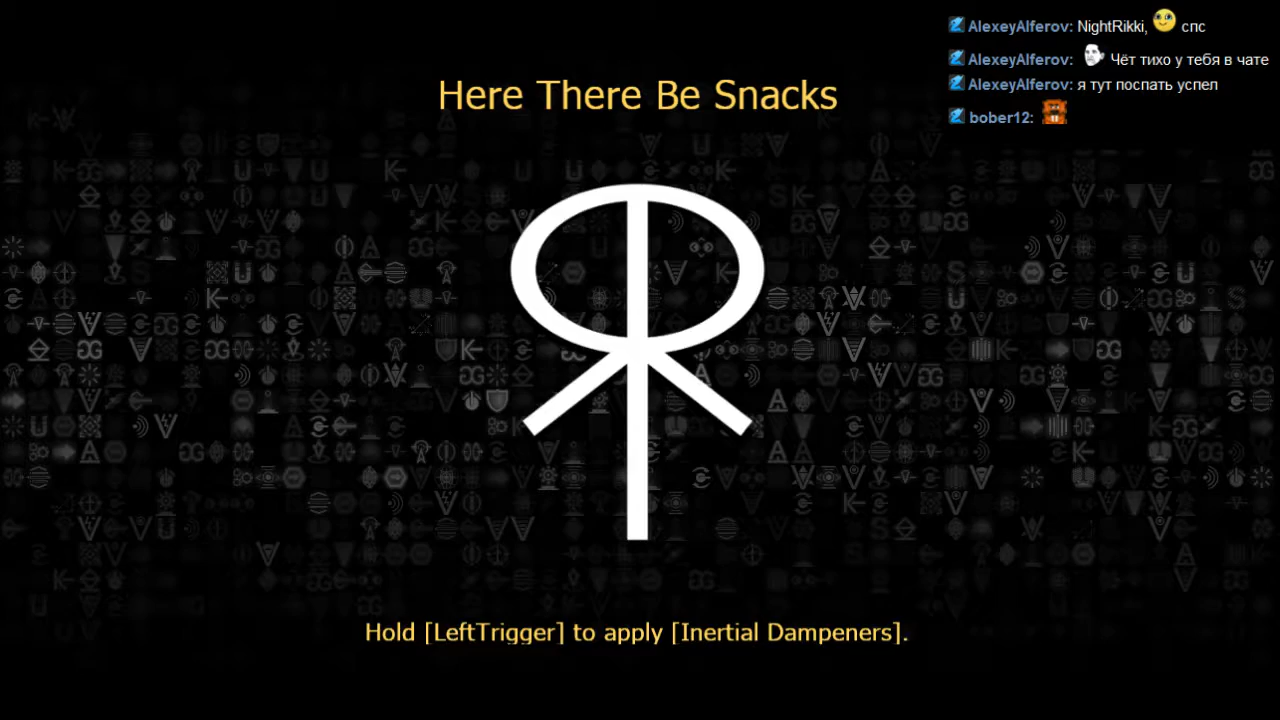 AlexeyAlferov: NightRikki, спс
AlexeyAlferov: Чёт тихо у тебя в чате
AlexeyAlferov: я тут поспать успел
bober12:
Here There Be Snacks
Hold [LeftTrigger] to apply [Inertial Dampeners].